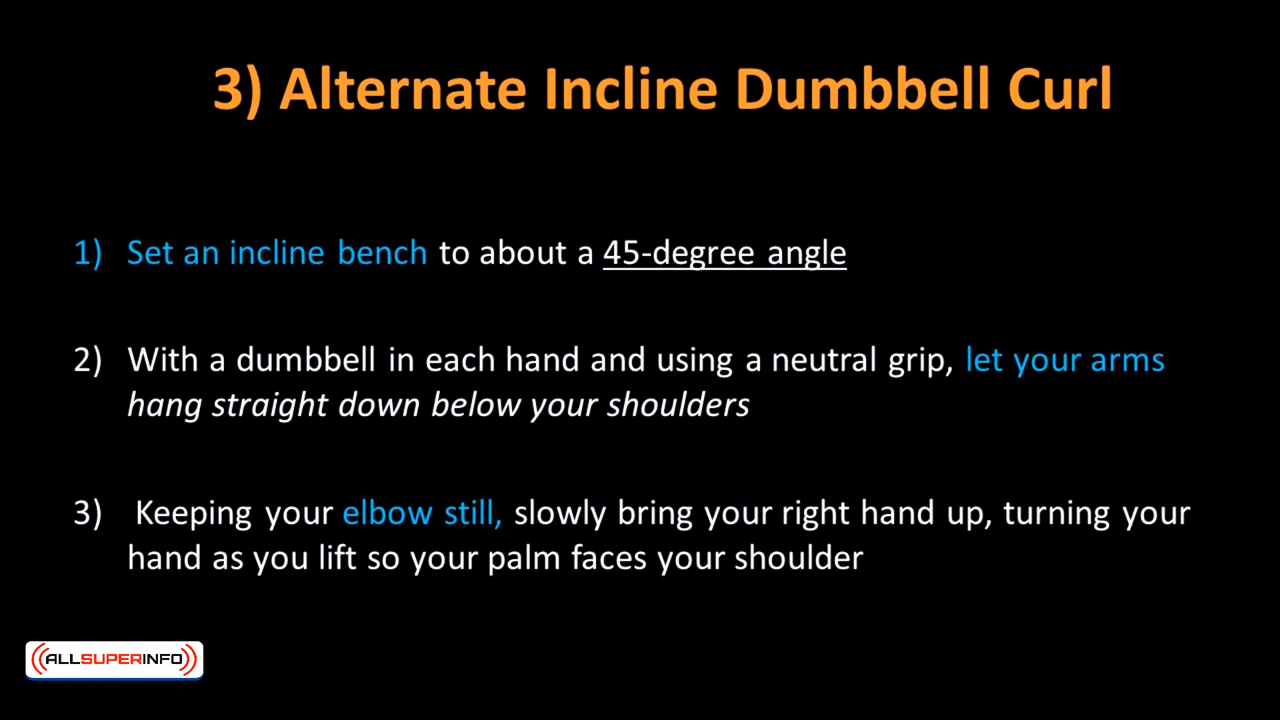 3) Alternate Incline Dumbbell Curl
1) Set an incline bench to about a 45-degree angle
2) With a dumbbell in each hand and using a neutral grip, let your arms
hang straight down below your shoulders
3) Keeping your elbow still, slowly bring your right hand up, turning your
hand as you lift so your palm faces your shoulder
ALLSUPERINFO